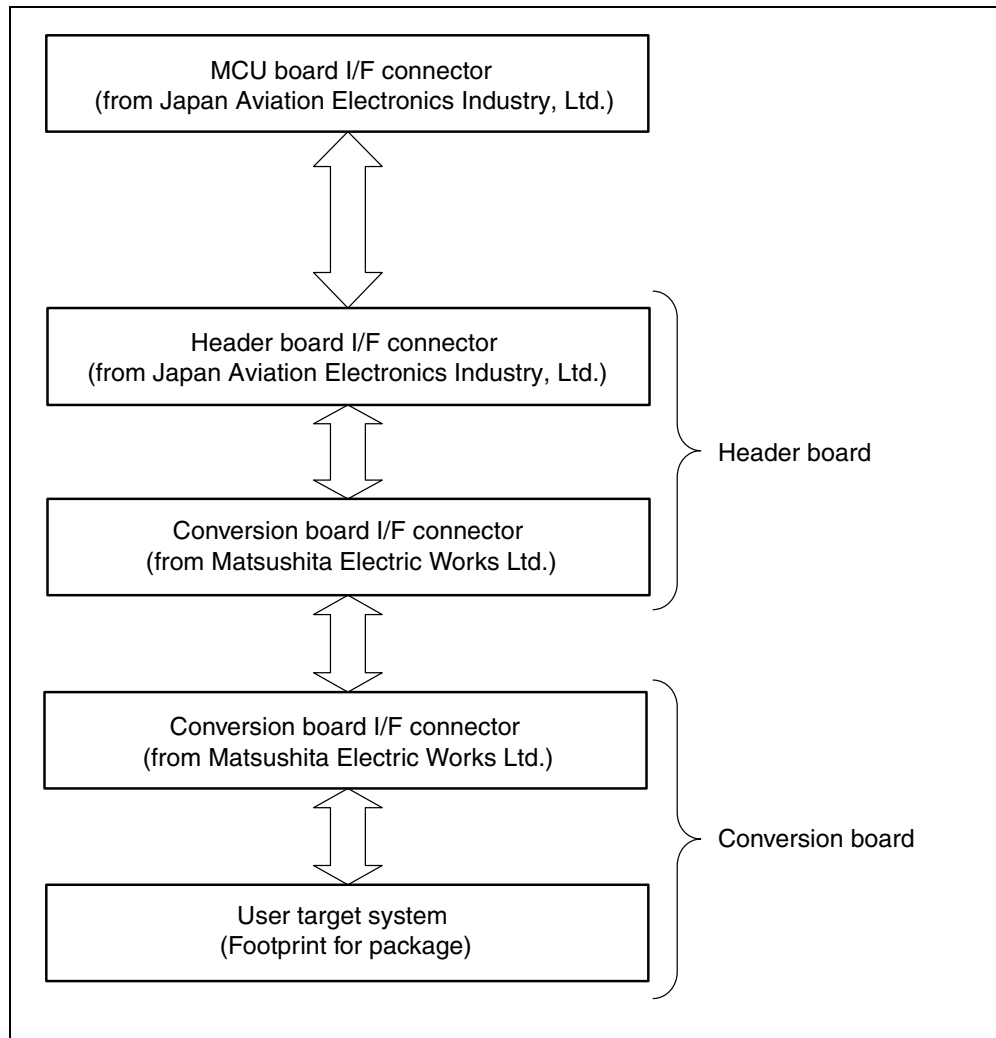 MCU board I/F connector
(from Japan Aviation Electronics Industry, Ltd.)
Header board I/F connector
(from Japan Aviation Electronics Industry, Ltd.)
Header board
Conversion board I/F connector
(from Matsushita Electric Works Ltd.)
Conversion board I/F connector
(from Matsushita Electric Works Ltd.)
Conversion board
User target system
(Footprint for package)